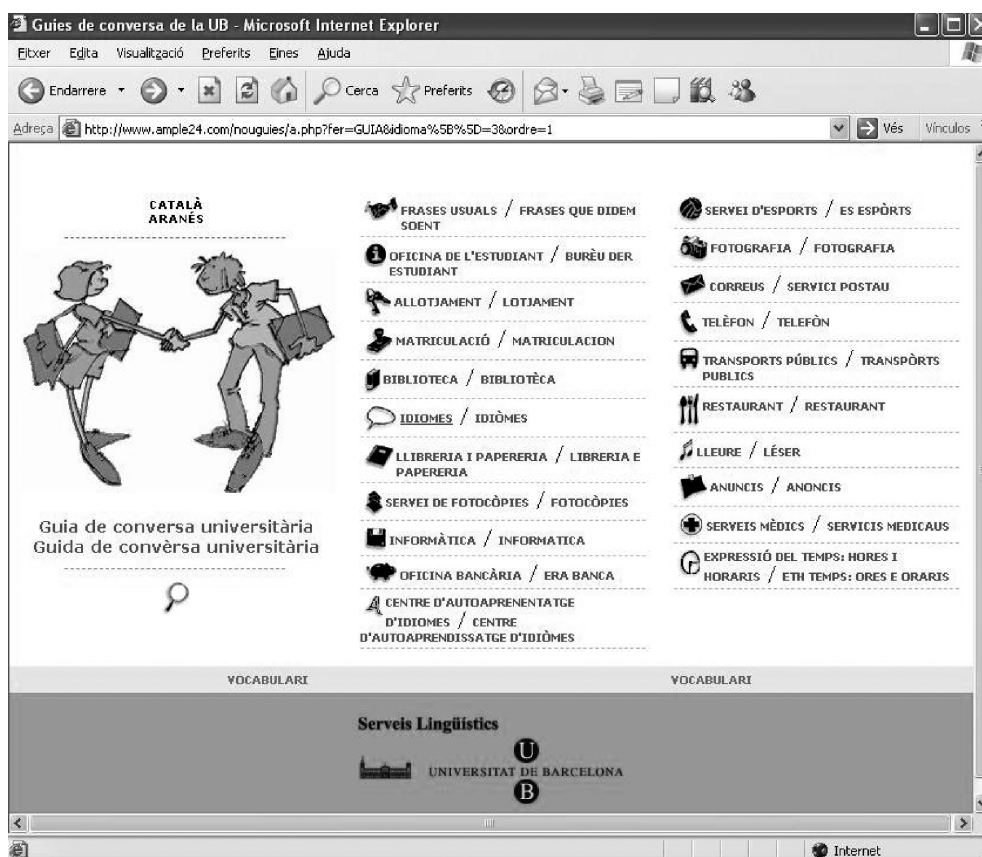 Guies de conversa de la UB - Microsoft Internet Explorer
Fitxer Edita Visualització Preferits Eines Ajuda
Endarrere Cerca Preferits
Adreça http://www.ample24.com/nouguies/a.php?fer=GUIA&idioma%5B%5D=3&ordre=1 Vés Vínculos
CATALÀ
ARANÉS
Guia de conversa universitària
Guida de convèrsa universitària
FRASES USUALS / FRASES QUE DIDEM
SOENT
OFICINA DE L'ESTUDIANT / BURÈU DER
ESTUDIANT
ALLOTJAMENT / LOTJAMENT
MATRICULACIÓ / MATRICULACION
BIBLIOTECA / BIBLIOTÈCA
IDIOMES / IDIÒMES
LLIBRERIA I PAPERERIA / LIBRERIA E
PAPERERIA
SERVEI DE FOTOCÒPIES / FOTOCÒPIES
INFORMÀTICA / INFORMATICA
OFICINA BANCÀRIA / ERA BANCA
CENTRE D'AUTOAPRENENTATGE
D'IDIOMES / CENTRE
D'AUTOAPRENDISSATGE D'IDIÒMES
SERVEI D'ESPORTS / ES ESPÒRTS
FOTOGRAFIA / FOTOGRAFIA
CORREUS / SERVICI POSTAU
TELÈFON / TELEFÒN
TRANSPORTS PÚBLICS / TRANSPÒRTS
PUBLICS
RESTAURANT / RESTAURANT
LLEURE / LÉSER
ANUNCIS / ANONCIS
SERVEIS MÈDICS / SERVICIS MEDICAUS
EXPRESSIÓ DEL TEMPS: HORES I
HORARIS / ETH TEMPS: ORES E ORARIS
VOCABULARI VOCABULARI
Serveis Lingüístics
U
UNIVERSITAT DE BARCELONA
B
Internet